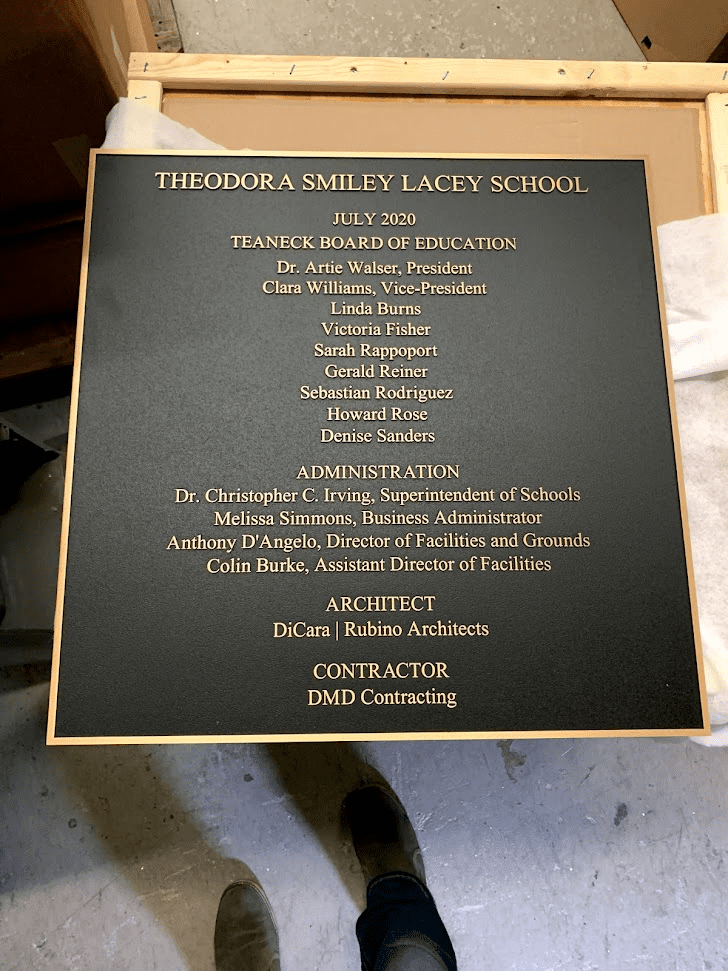 THEODORA SMILEY LACEY SCHOOL
JULY 2020
TEANECK BOARD OF EDUCATION
Dr. Artie Walser, President
Clara Williams, Vice-President
Linda Burns
Victoria Fisher
Sarah Rappoport
Gerald Reiner
Sebastian Rodriguez
Howard Rose
Denise Sanders
ADMINISTRATION
Dr. Christopher C. Irving, Superintendent of Schools
Melissa Simmons, Business Administrator
Anthony D'Angelo, Director of Facilities and Grounds
Colin Burke, Assistant Director of Facilities
ARCHITECT
DiCara | Rubino Architects
CONTRACTOR
DMD Contracting